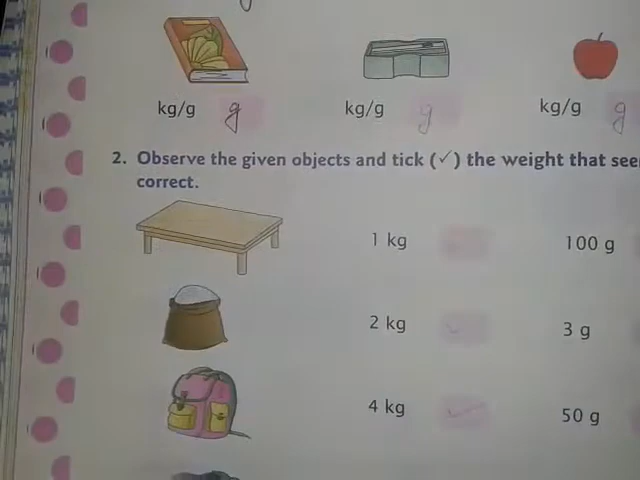 kg/g g kg/g g kg/g g
2. Observe the given objects and tick (✓) the weight that
correct.
1 kg 100 g
2 kg ✓ 3 g
4 kg ✓ 50 g